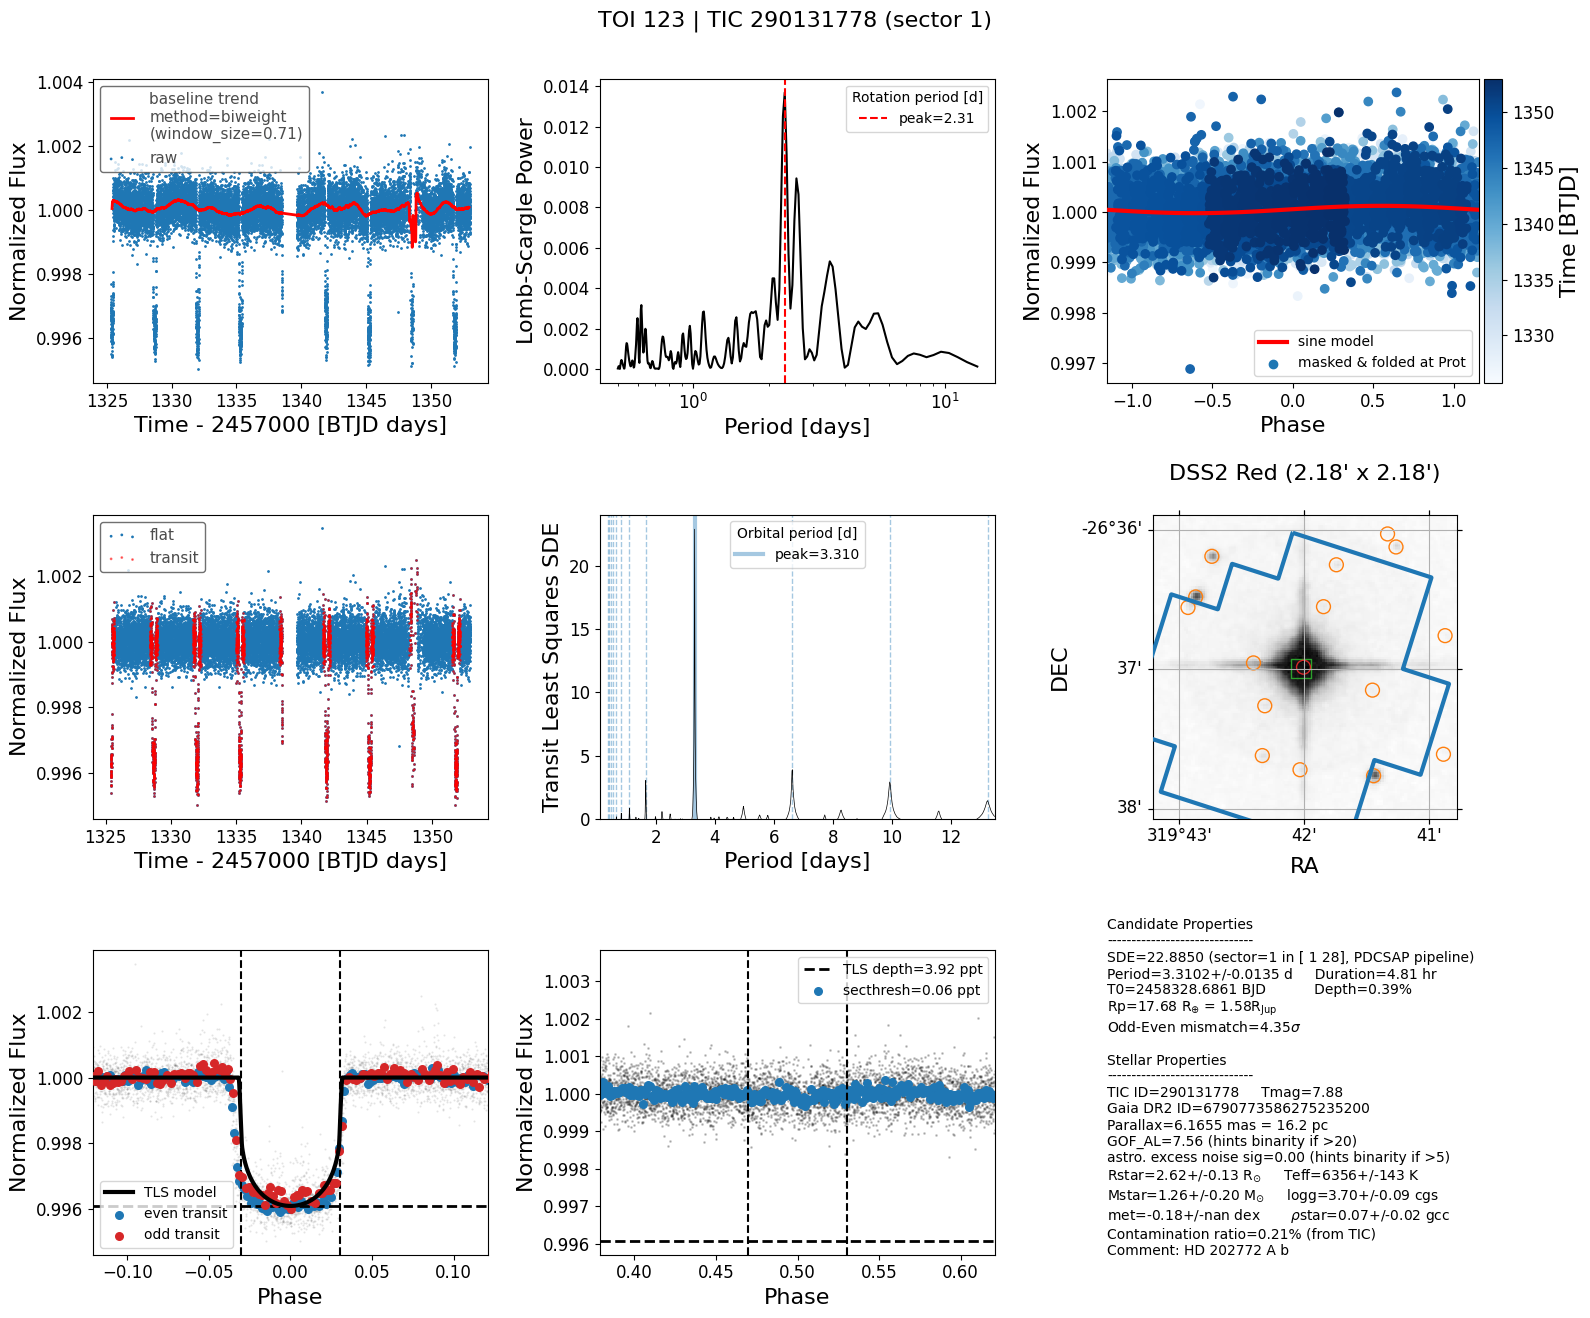 TOI 123 | TIC 290131778 (sector 1)
Normalized Flux
1.004
1.002
1.000
0.998
0.996
baseline trend
method=biweight
(window_size=0.71)
raw
1325 1330 1335 1340 1345 1350
Time - 2457000 [BTJD days]
Lomb-Scargle Power
0.014
0.012
0.010
0.008
0.006
0.004
0.002
0.000
Rotation period [d]
peak=2.31
10^0 10^1
Period [days]
Normalized Flux
1.002
1.001
1.000
0.999
0.998
0.997
sine model
masked & folded at Prot
−1.0 −0.5 0.0 0.5 1.0
Phase
1350
1345
1340
1335
1330
Time [BTJD]
Normalized Flux
1.002
1.000
0.998
0.996
flat
transit
1325 1330 1335 1340 1345 1350
Time - 2457000 [BTJD days]
Transit Least Squares SDE
20
15
10
5
0
Orbital period [d]
peak=3.310
2 4 6 8 10 12
Period [days]
DSS2 Red (2.18' x 2.18')
DEC
-26°36'
37'
38'
319°43' 42' 41'
RA
Normalized Flux
1.002
1.000
0.998
0.996
TLS model
even transit
odd transit
−0.10 −0.05 0.00 0.05 0.10
Phase
Normalized Flux
1.003
1.002
1.001
1.000
0.999
0.998
0.997
0.996
TLS depth=3.92 ppt
secthresh=0.06 ppt
0.40 0.45 0.50 0.55 0.60
Phase
Candidate Properties
------------------------------
SDE=22.8850 (sector=1 in [ 1 28], PDCSAP pipeline)
Period=3.3102+/-0.0135 d Duration=4.81 hr
T0=2458328.6861 BJD Depth=0.39%
Rp=17.68 R⊕ = 1.58RJup
Odd-Even mismatch=4.35σ
Stellar Properties
------------------------------
TIC ID=290131778 Tmag=7.88
Gaia DR2 ID=6790773586275235200
Parallax=6.1655 mas = 16.2 pc
GOF_AL=7.56 (hints binarity if >20)
astro. excess noise sig=0.00 (hints binarity if >5)
Rstar=2.62+/-0.13 R⊙ Teff=6356+/-143 K
Mstar=1.26+/-0.20 M⊙ logg=3.70+/-0.09 cgs
met=-0.18+/-nan dex ρstar=0.07+/-0.02 gcc
Contamination ratio=0.21% (from TIC)
Comment: HD 202772 A b